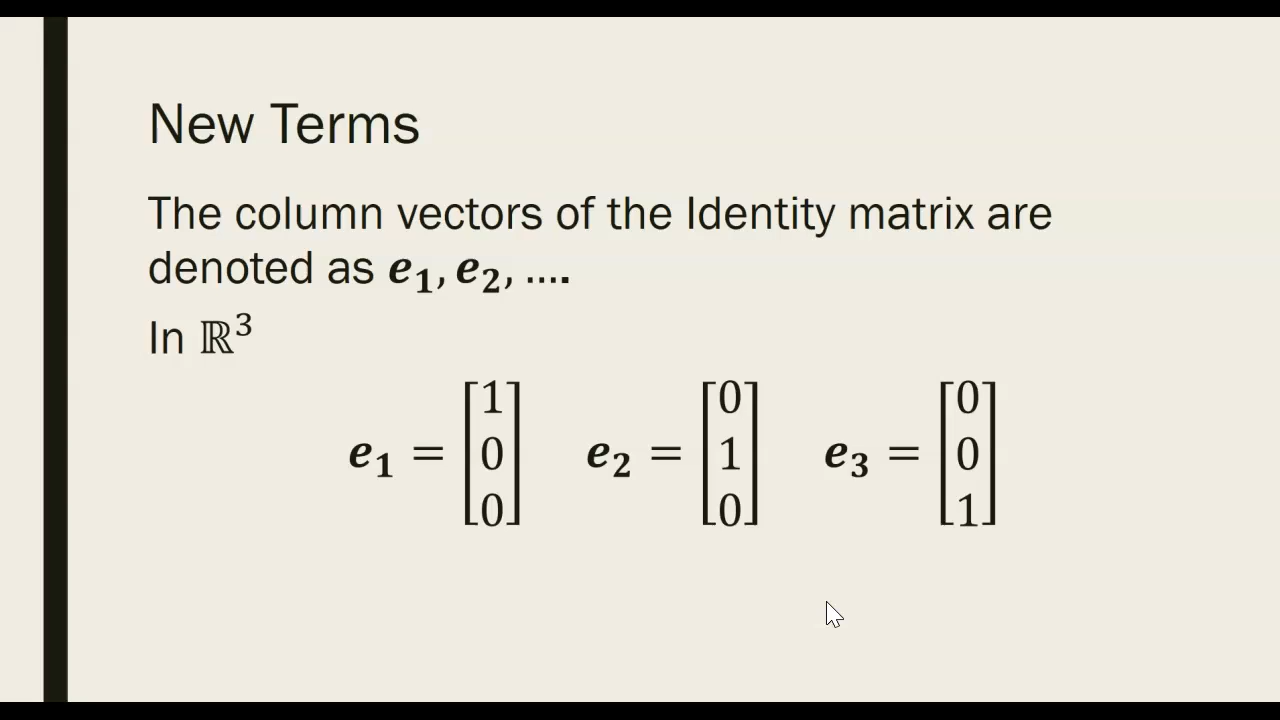 New Terms
The column vectors of the Identity matrix are
denoted as e₁, e₂, ....
In ℝ³
e₁ = [1 0 0] e₂ = [0 1 0] e₃ = [0 0 1]